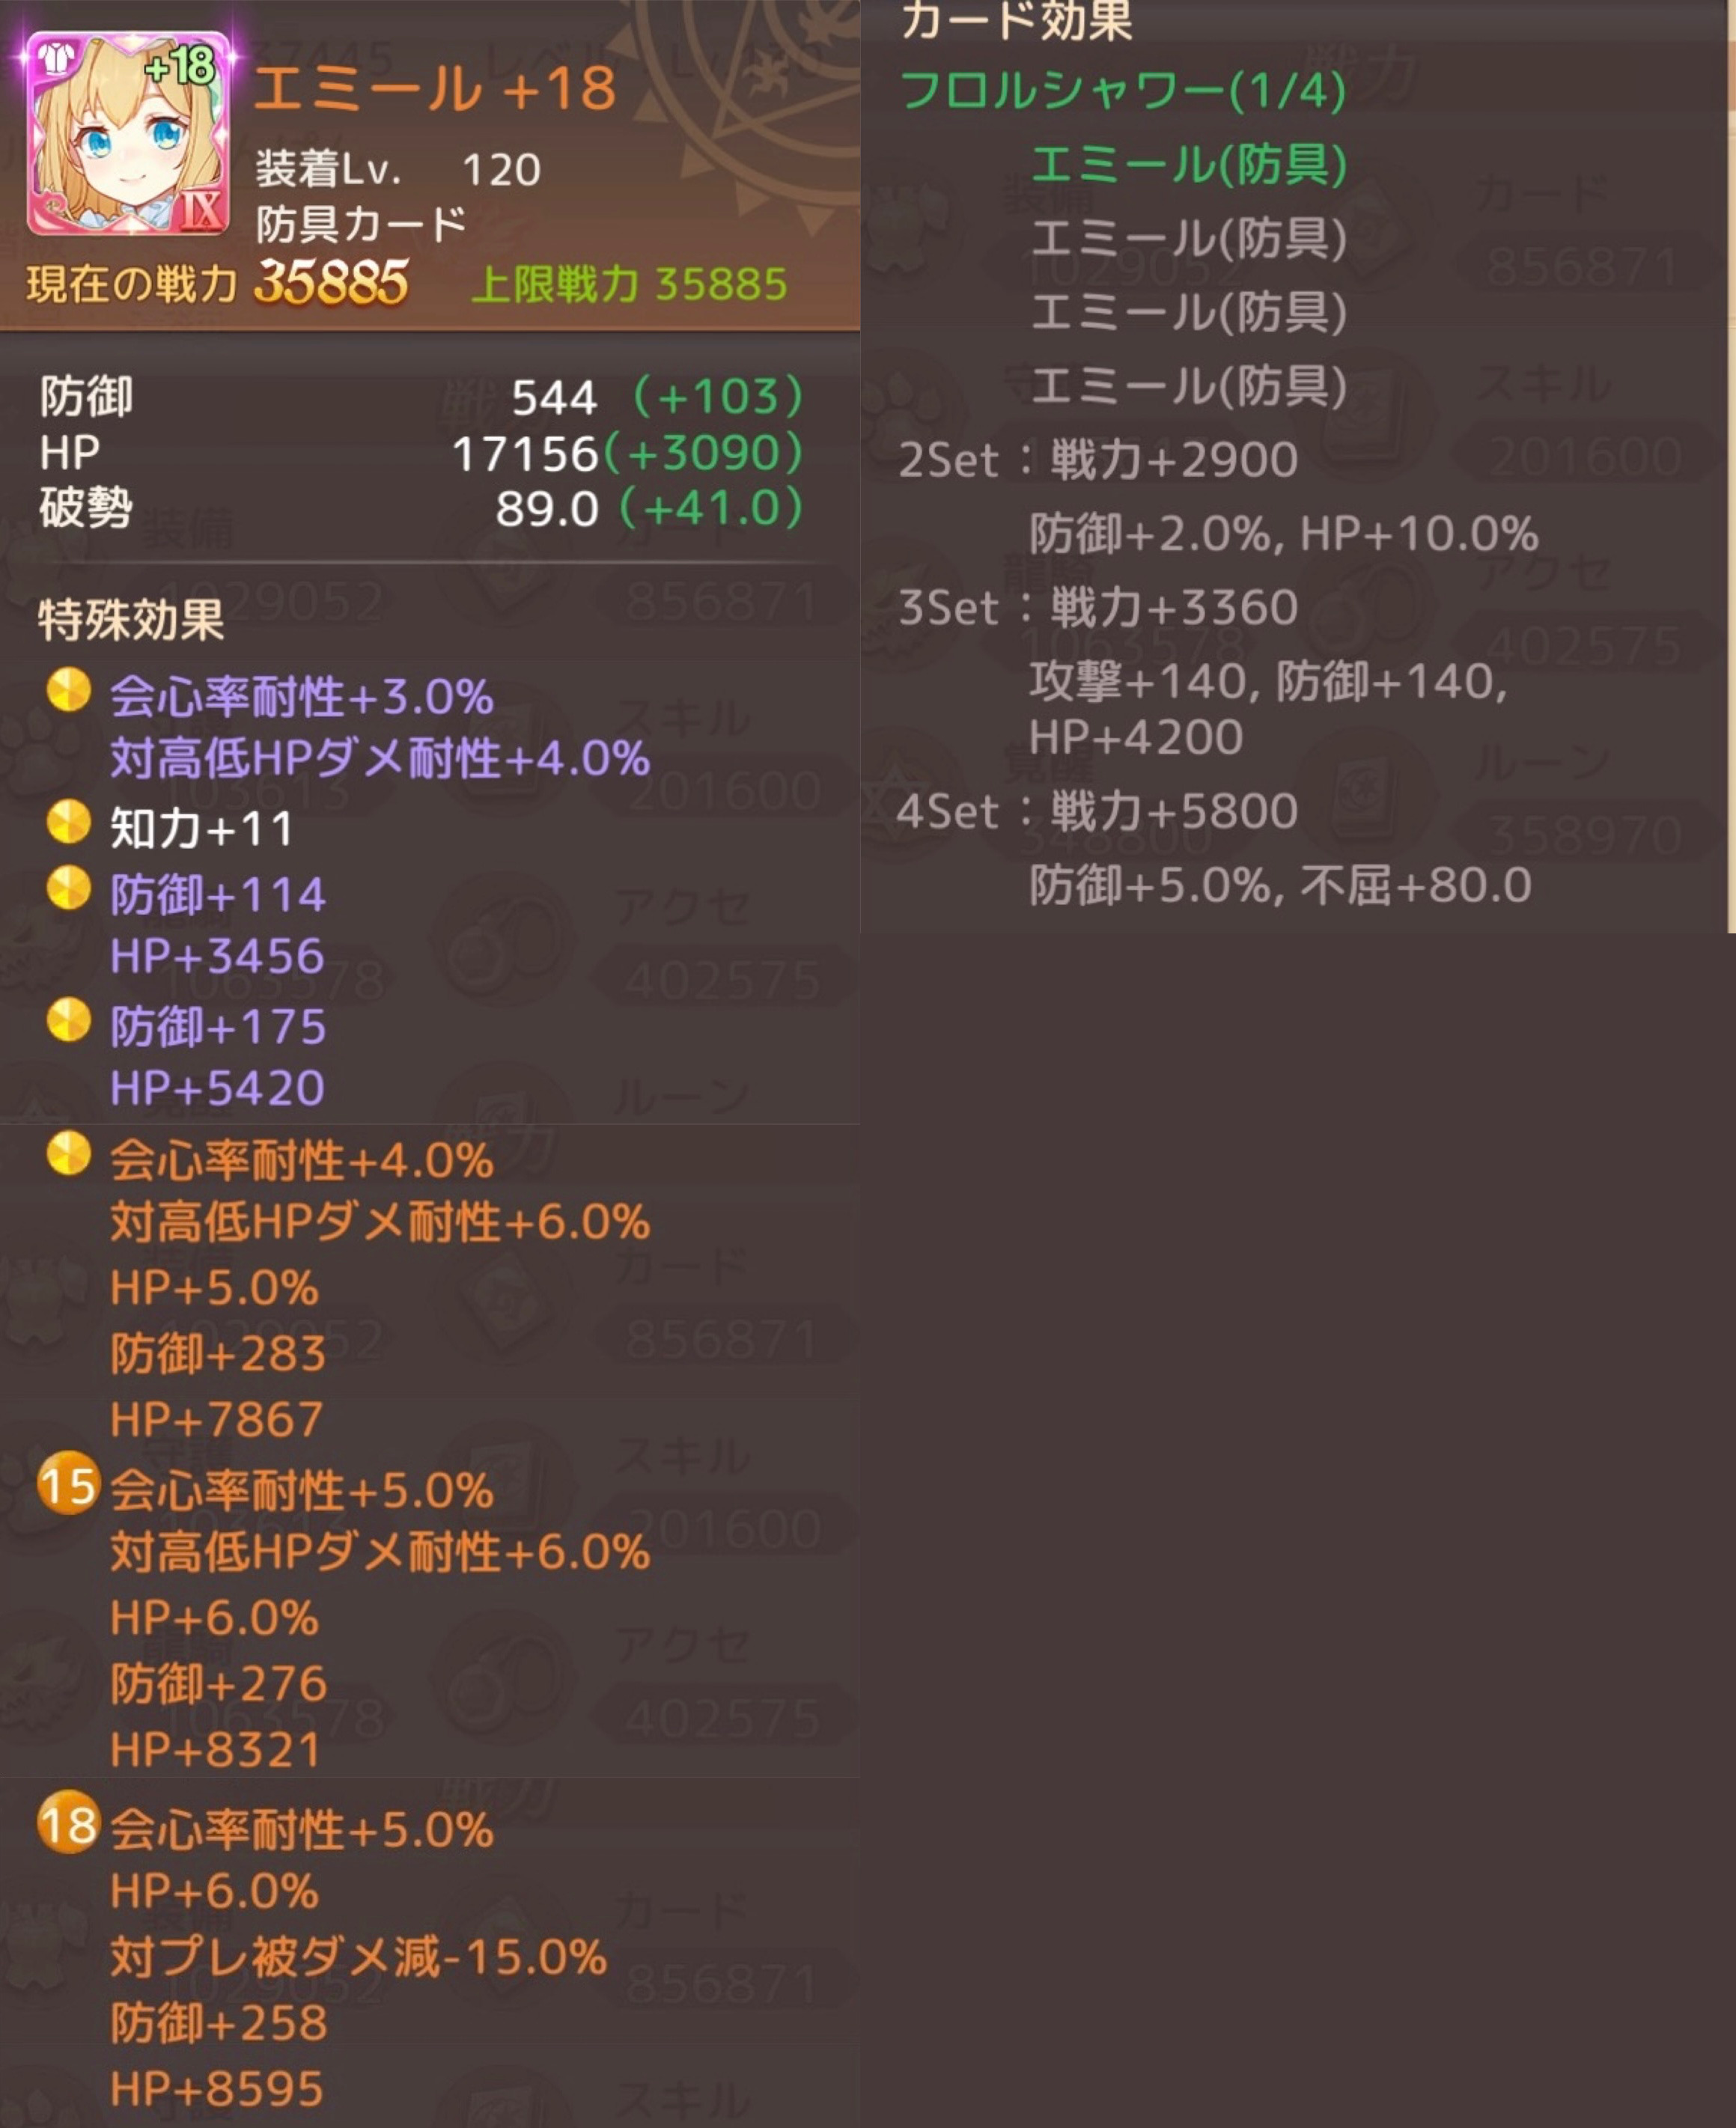 +18
IX
エミール +18
装着Lv. 120
防具カード
現在の戦力 35885 上限戦力 35885
防御 544 (+103)
HP 17156(+3090)
破勢 89.0 (+41.0)
特殊効果
会心率耐性+3.0%
対高低HPダメ耐性+4.0%
知力+11
防御+114
HP+3456
防御+175
HP+5420
会心率耐性+4.0%
対高低HPダメ耐性+6.0%
HP+5.0%
防御+283
HP+7867
15 会心率耐性+5.0%
対高低HPダメ耐性+6.0%
HP+6.0%
防御+276
HP+8321
18 会心率耐性+5.0%
HP+6.0%
対プレ被ダメ減-15.0%
防御+258
HP+8595
カード効果
フロルシャワー(1/4)
エミール(防具)
エミール(防具)
エミール(防具)
エミール(防具)
2Set：戦力+2900
防御+2.0%, HP+10.0%
3Set：戦力+3360
攻撃+140, 防御+140,
HP+4200
4Set：戦力+5800
防御+5.0%, 不屈+80.0